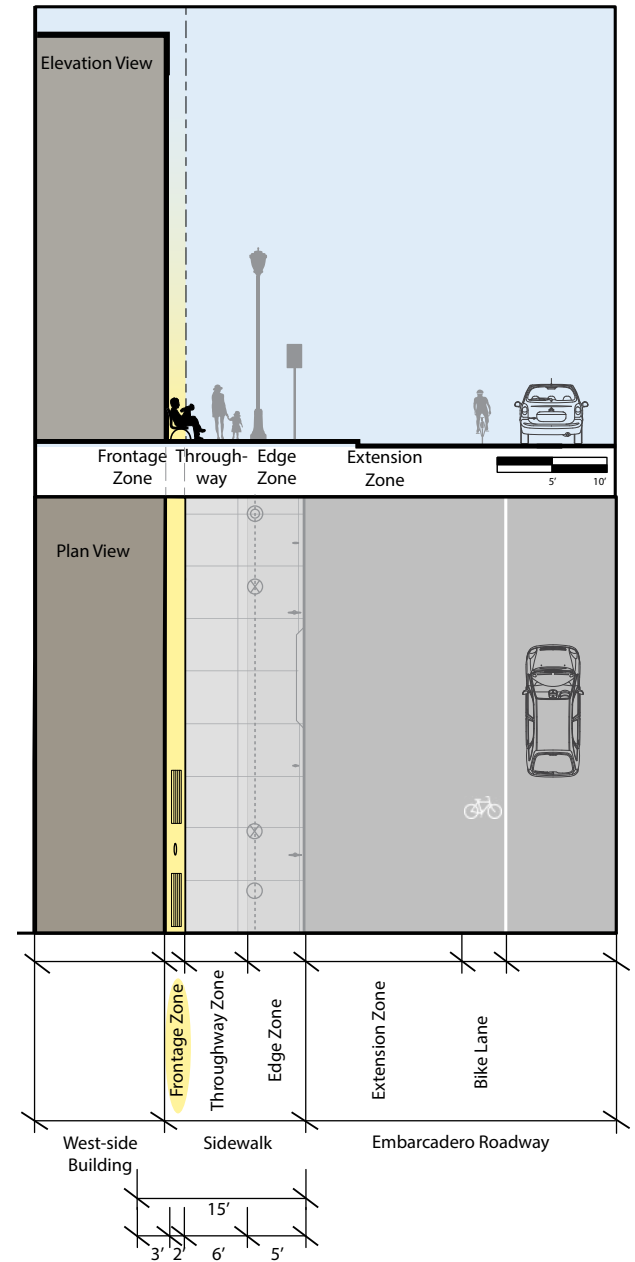 Elevation View
Frontage Through- Edge Extension
Zone way Zone Zone
5' 10'
Plan View
Frontage Zone
Throughway Zone
Edge Zone
Extension Zone
Bike Lane
West-side
Building
Sidewalk
Embarcadero Roadway
15'
3' 2' 6' 5'